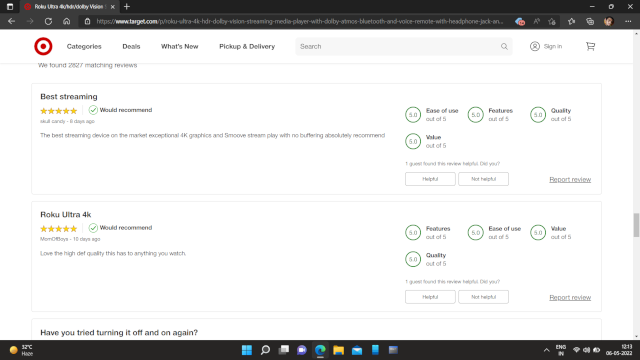 Roku Ultra 4k/hdr/dolby Vision S
https://www.target.com/p/roku-ultra-4k-hdr-dolby-vision-streaming-media-player-with-dolby-atmos-bluetooth-and-voice-remote-with-headphone-jack-an...
Categories Deals What's New Pickup & Delivery Search Sign in
We found 2827 matching reviews
Best streaming
Would recommend
skull candy - 8 days ago
The best streaming device on the market exceptional 4K graphics and Smoove stream play with no buffering absolutely recommend
5.0 Ease of use out of 5
5.0 Features out of 5
5.0 Quality out of 5
5.0 Value out of 5
1 guest found this review helpful. Did you?
Helpful Not helpful Report review
Roku Ultra 4k
Would recommend
MomOfBoys - 10 days ago
Love the high def quality this has to anything you watch.
5.0 Features out of 5
5.0 Ease of use out of 5
5.0 Value out of 5
5.0 Quality out of 5
1 guest found this review helpful. Did you?
Helpful Not helpful Report review
Have you tried turning it off and on again?
32°C
Haze
ENG
IN
12:13
06-05-2022